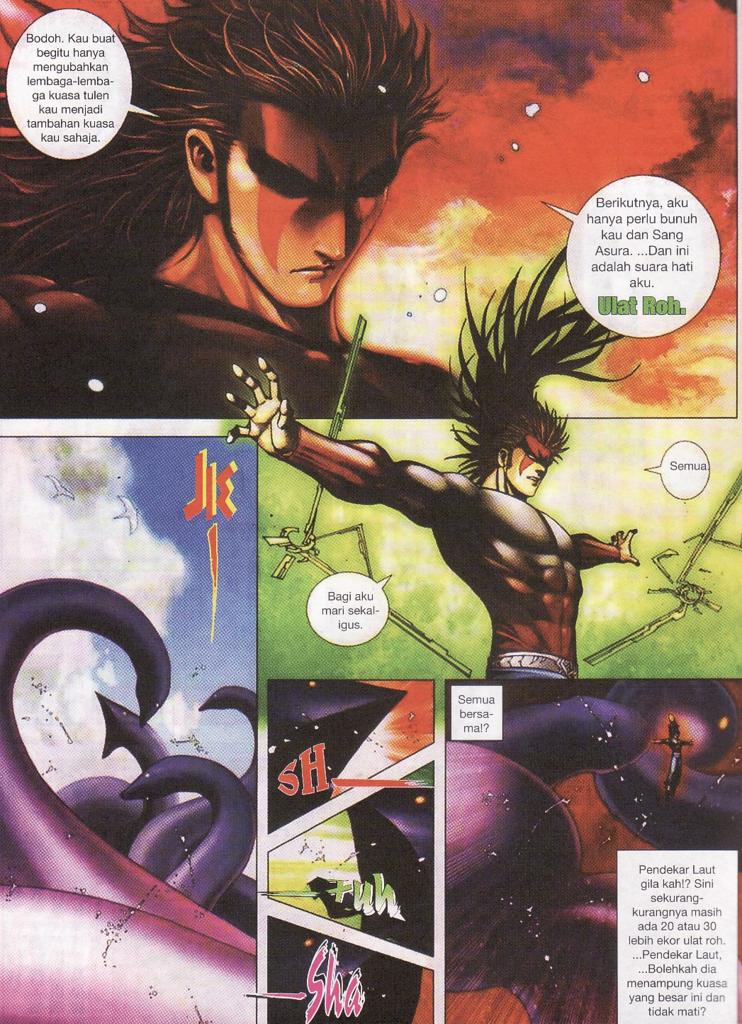 Bodoh. Kau buat
begitu hanya
mengubahkan
lembaga-lemba-
ga kuasa tulen
kau menjadi
tambahan kuasa
kau sahaja.
Berikutnya, aku
hanya perlu bunuh
kau dan Sang
Asura. ...Dan ini
adalah suara hati
aku.
Ulat Roh.
Semua.
Bagi aku
mari sekal-
igus.
JIE
!
SH
Fuh
Sha
Semua
bersa-
ma!?
Pendekar Laut
gila kah!? Sini
sekurang-
kurangnya masih
ada 20 atau 30
lebih ekor ulat roh.
...Pendekar Laut,
...Bolehkah dia
menampung kuasa
yang besar ini dan
tidak mati?